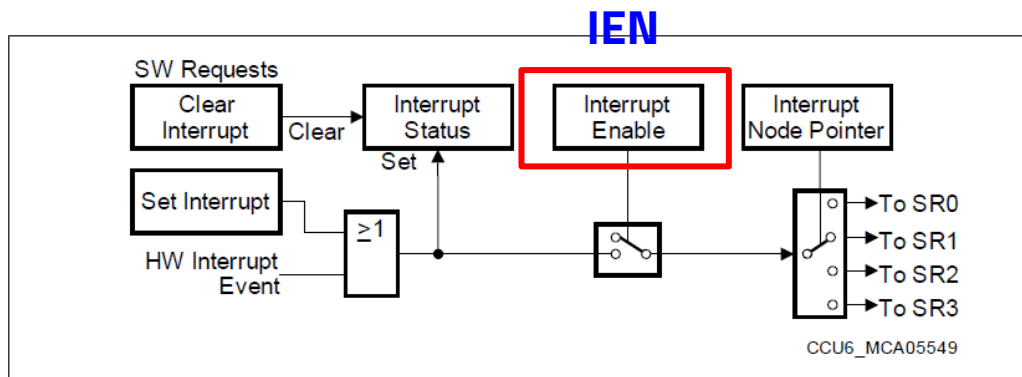 IEN
SW Requests
Clear
Interrupt
Clear
Interrupt
Status
Set
Interrupt
Enable
Interrupt
Node Pointer
Set Interrupt
≥1
HW Interrupt
Event
To SR0
To SR1
To SR2
To SR3
CCU6_MCA05549